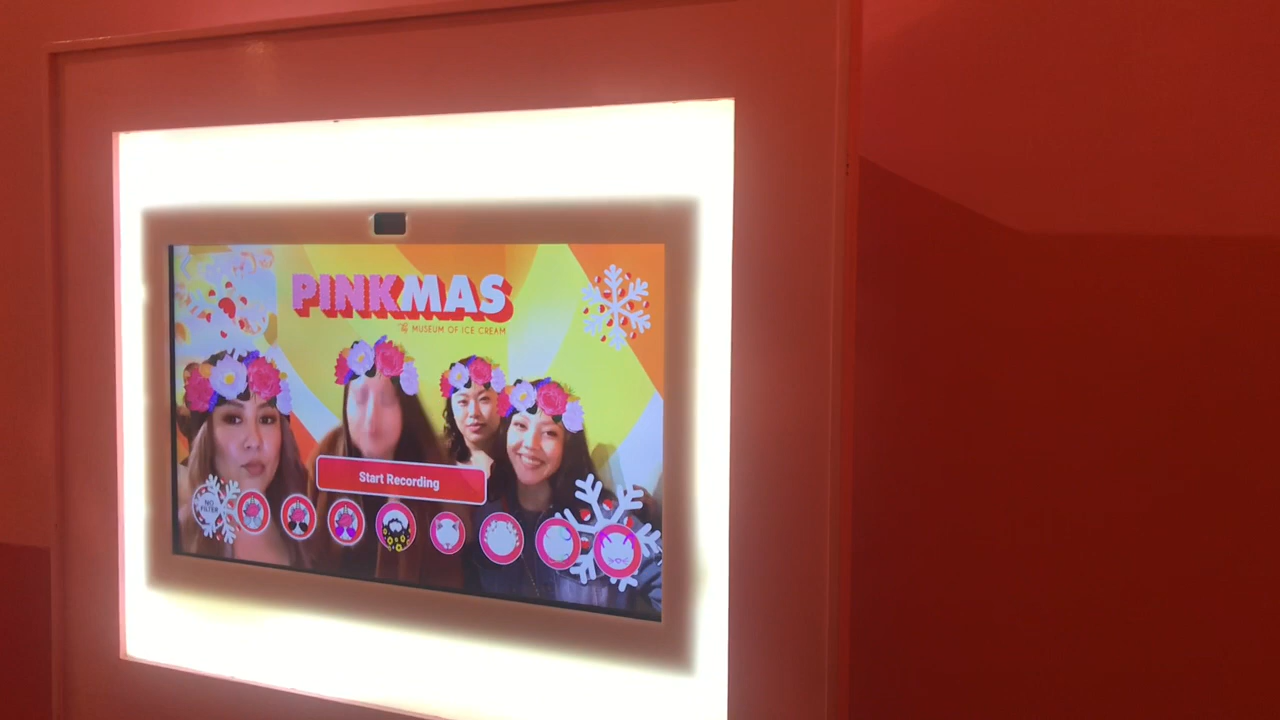 PINKMAS
MUSEUM OF ICE CREAM
Start Recording
NO
FILTER